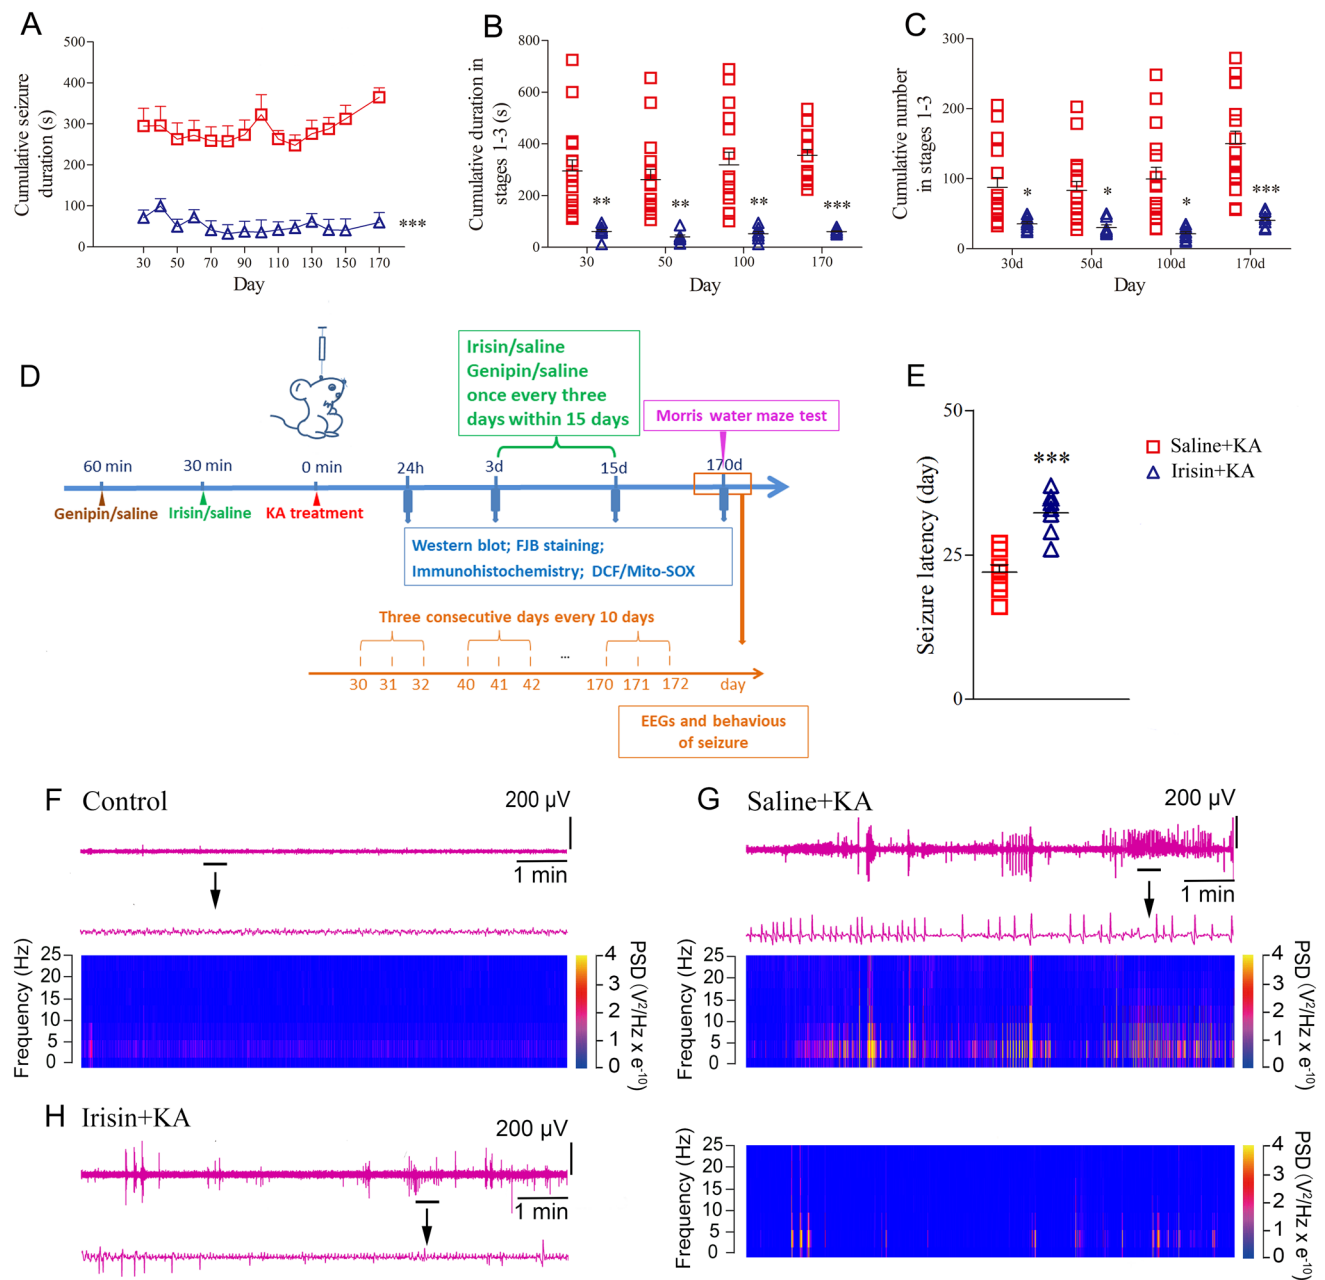 A
Cumulative seizure
duration (s)
500
400
300
200
100
0
30
50
70
90
110
130
150
170
Day
***
B
Cumulative duration in
stages 1-3 (s)
800
600
400
200
0
**
**
**
***
30
50
100
170
Day
C
Cumulative number
in stages 1-3
300
200
100
0
*
*
*
***
30d
50d
100d
170d
Day
D
Irisin/saline
Genipin/saline
once every three
days within 15 days
Morris water maze test
60 min
30 min
0 min
24h
3d
15d
170d
Genipin/saline
Irisin/saline
KA treatment
Western blot; FJB staining;
Immunohistochemistry; DCF/Mito-SOX
Three consecutive days every 10 days
...
30
31
32
40
41
42
170
171
172
day
EEGs and behavious
of seizure
E
Seizure latency (day)
50
25
0
***
Saline+KA
Irisin+KA
F Control
200 µV
1 min
Frequency (Hz)
25
20
15
10
5
0
4
3
2
1
0
PSD (V²/Hz x e⁻¹⁰)
G Saline+KA
200 µV
1 min
Frequency (Hz)
25
20
15
10
5
0
4
3
2
1
0
PSD (V²/Hz x e⁻¹⁰)
H Irisin+KA
200 µV
1 min
Frequency (Hz)
25
20
15
10
5
0
4
3
2
1
0
PSD (V²/Hz x e⁻¹⁰)